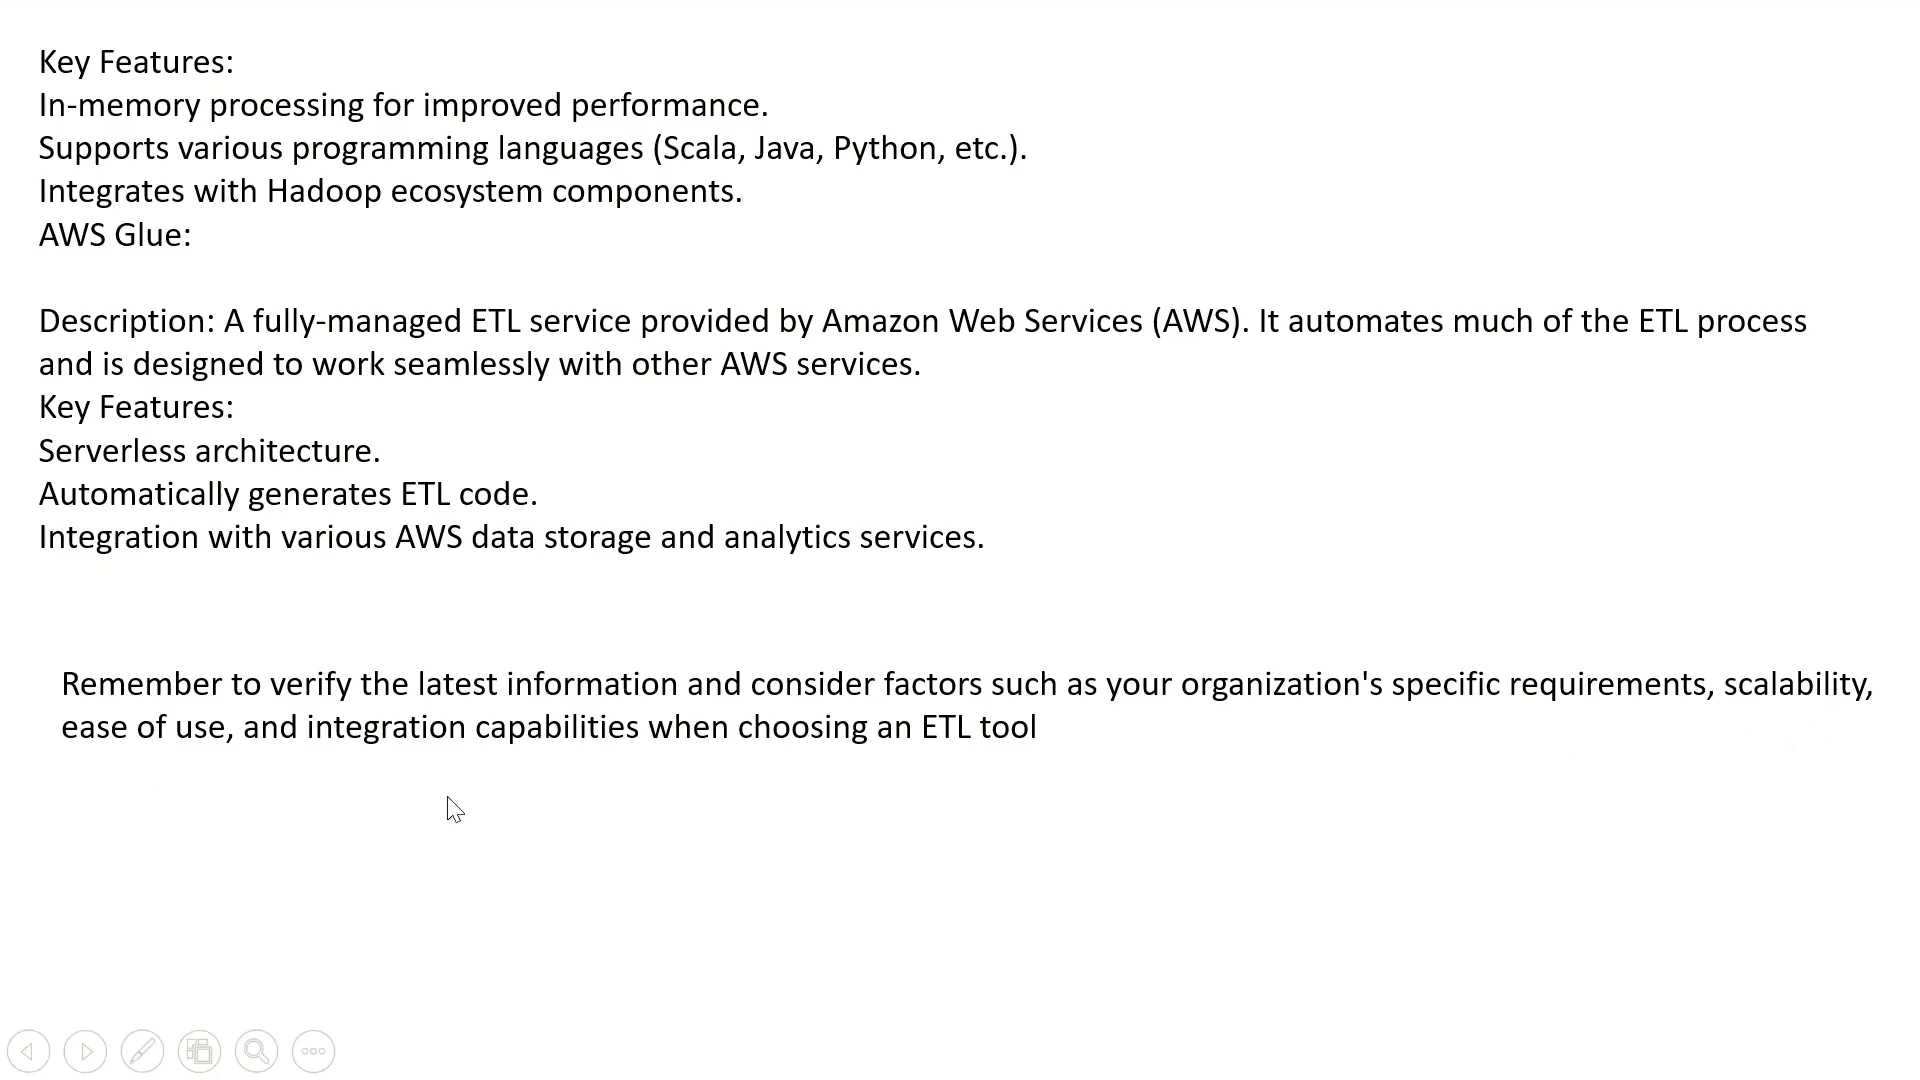 Key Features:
In-memory processing for improved performance.
Supports various programming languages (Scala, Java, Python, etc.).
Integrates with Hadoop ecosystem components.
AWS Glue:
Description: A fully-managed ETL service provided by Amazon Web Services (AWS). It automates much of the ETL process
and is designed to work seamlessly with other AWS services.
Key Features:
Serverless architecture.
Automatically generates ETL code.
Integration with various AWS data storage and analytics services.
Remember to verify the latest information and consider factors such as your organization's specific requirements, scalability,
ease of use, and integration capabilities when choosing an ETL tool